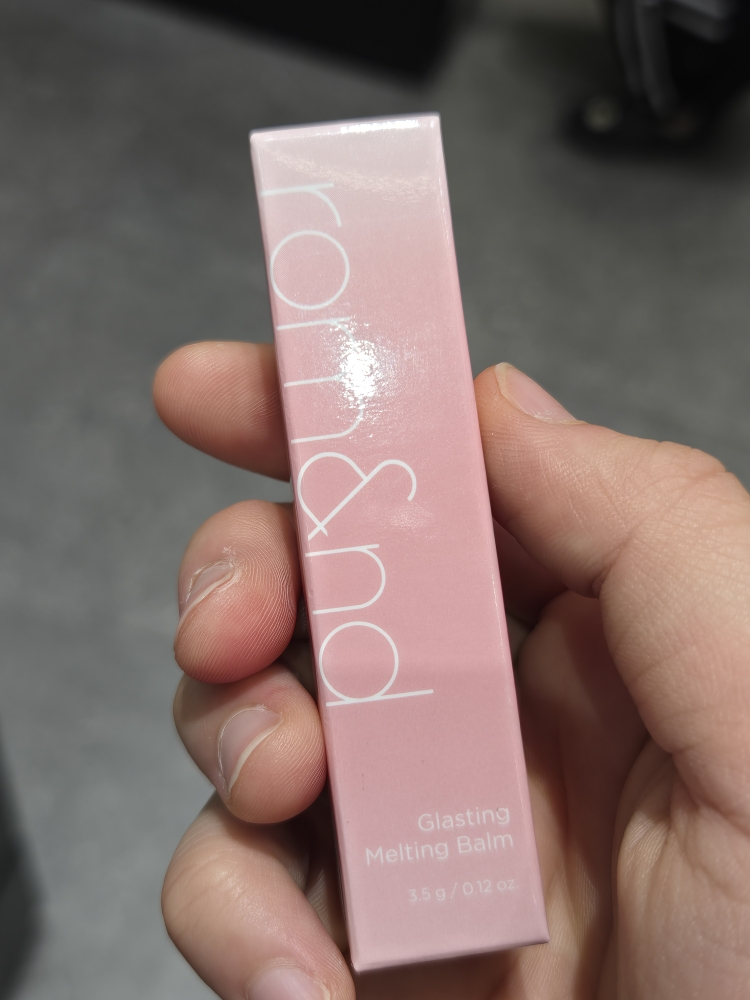 rom&nd
Glasting
Melting Balm
3.5 g / 0.12 oz.